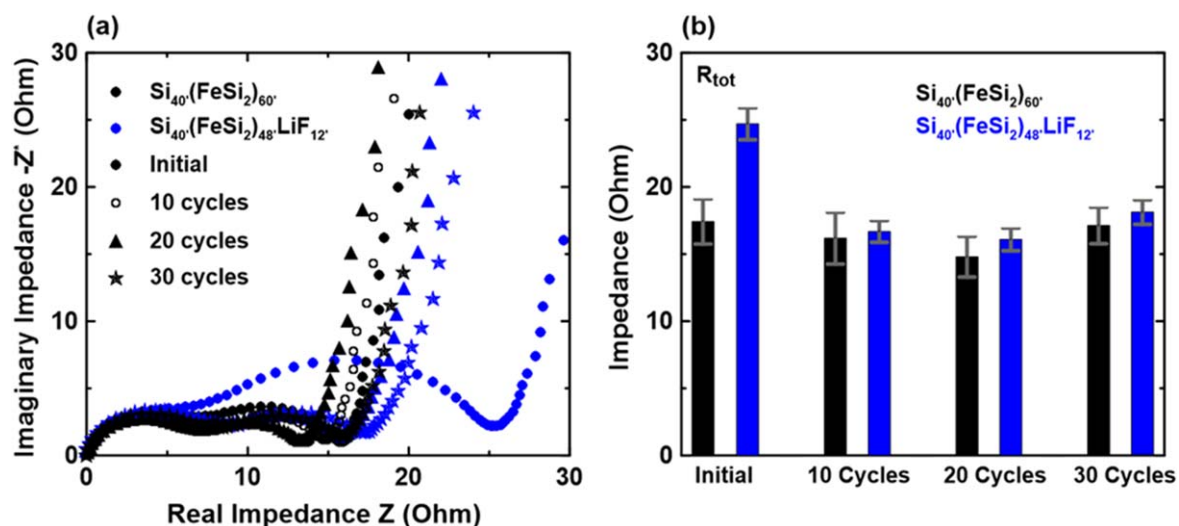 (a)
30
20
10
0
Imaginary Impedance -Z' (Ohm)
Si40'(FeSi2)60'
Si40'(FeSi2)48'LiF12'
Initial
10 cycles
20 cycles
30 cycles
0 10 20 30
Real Impedance Z (Ohm)
(b)
30
20
10
0
Impedance (Ohm)
Rtot
Si40'(FeSi2)60'
Si40'(FeSi2)48'LiF12'
Initial 10 Cycles 20 Cycles 30 Cycles